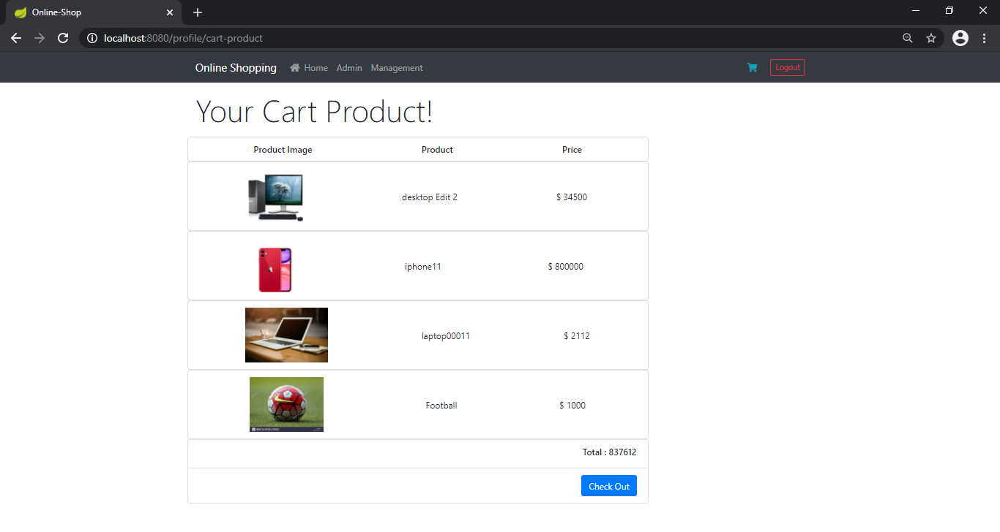 Online-Shop
localhost:8080/profile/cart-product
Online Shopping Home Admin Management Logout
Your Cart Product!
Product Image Product Price
desktop Edit 2 $ 34500
iphone11 $ 800000
laptop00011 $ 2112
Football $ 1000
Total : 837612
Check Out